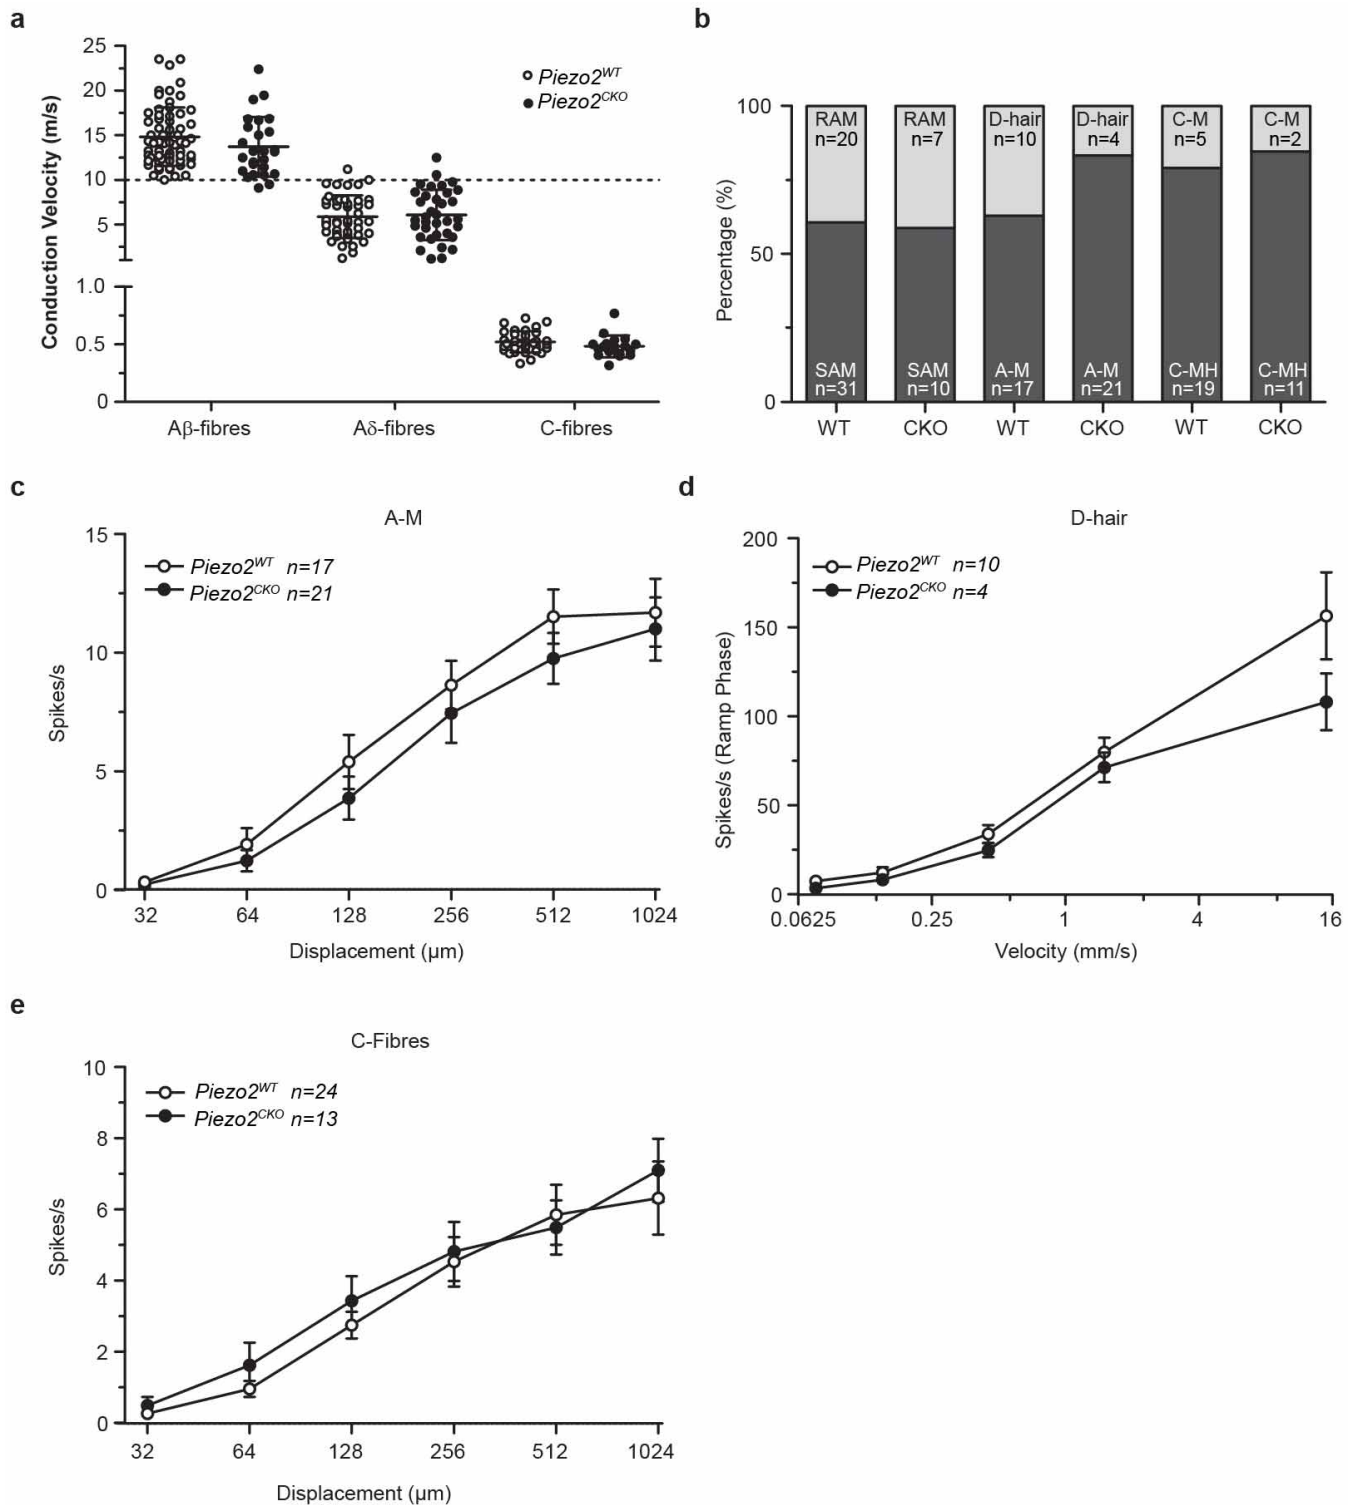 a
25
20
15
10
5
1.0
0.5
0
Conduction Velocity (m/s)
Piezo2WT
Piezo2CKO
Aβ-fibres
Aδ-fibres
C-fibres
b
100
50
0
Percentage (%)
RAM
n=20
RAM
n=7
D-hair
n=10
D-hair
n=4
C-M
n=5
C-M
n=2
SAM
n=31
SAM
n=10
A-M
n=17
A-M
n=21
C-MH
n=19
C-MH
n=11
WT
CKO
WT
CKO
WT
CKO
c
A-M
15
10
5
0
Spikes/s
Piezo2WT n=17
Piezo2CKO n=21
32
64
128
256
512
1024
Displacement (µm)
d
D-hair
200
150
100
50
0
Spikes/s (Ramp Phase)
Piezo2WT n=10
Piezo2CKO n=4
0.0625
0.25
1
4
16
Velocity (mm/s)
e
C-Fibres
10
8
6
4
2
0
Spikes/s
Piezo2WT n=24
Piezo2CKO n=13
32
64
128
256
512
1024
Displacement (µm)